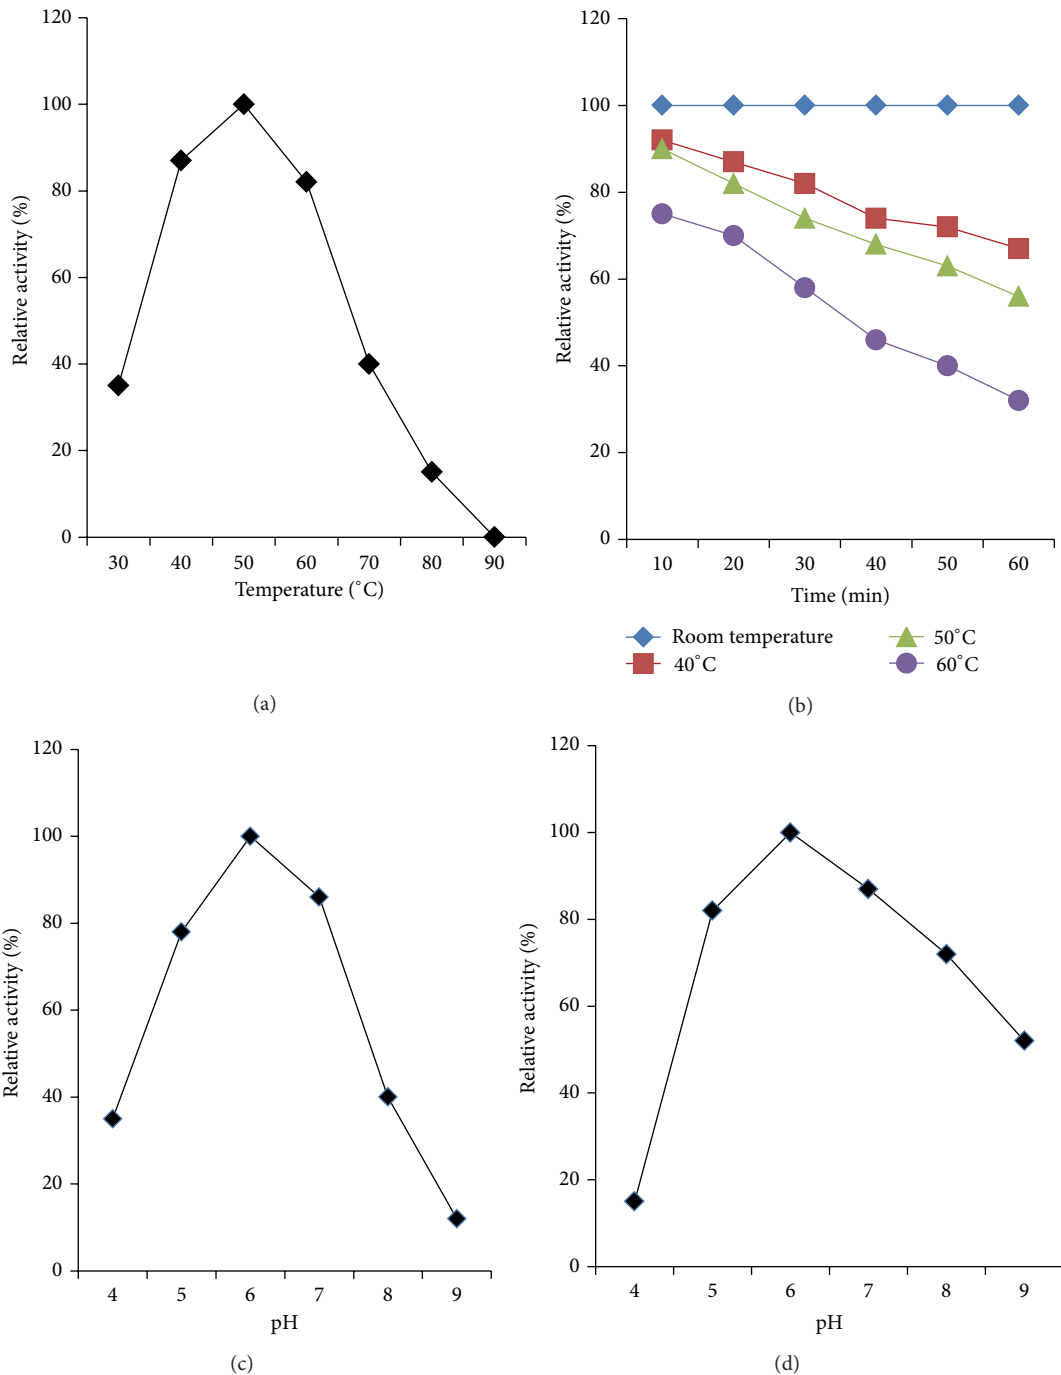 120
100
80
60
40
20
0
Relative activity (%)
30 40 50 60 70 80 90
Temperature (°C)
(a)
120
100
80
60
40
20
0
Relative activity (%)
10 20 30 40 50 60
Time (min)
Room temperature
40°C
50°C
60°C
(b)
120
100
80
60
40
20
0
Relative activity (%)
4 5 6 7 8 9
pH
(c)
120
100
80
60
40
20
0
Relative activity (%)
4 5 6 7 8 9
pH
(d)